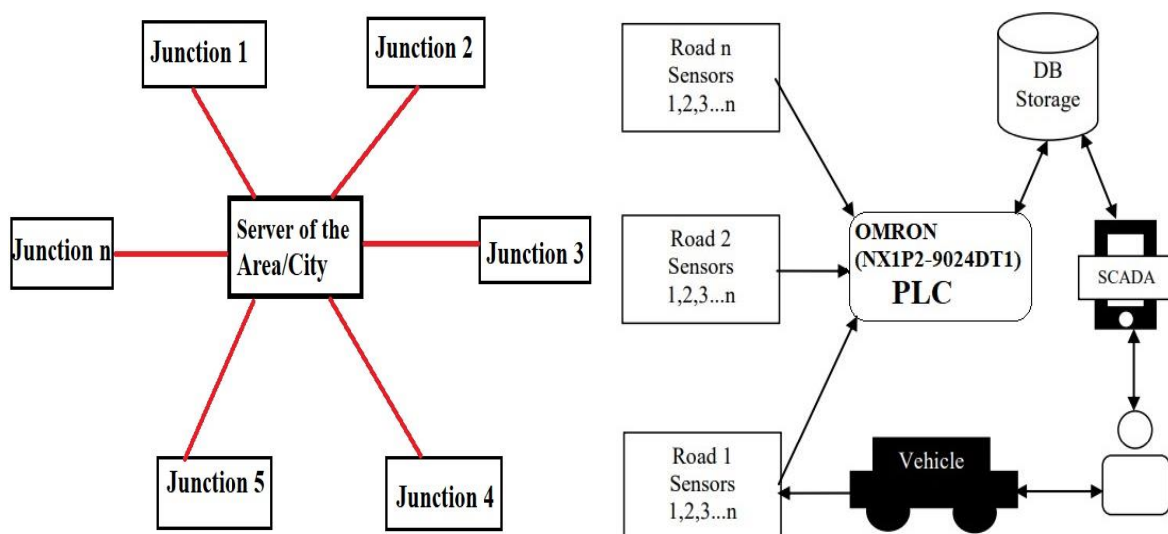 Junction 1
Junction 2
Junction n
Server of the
Area/City
Junction 3
Junction 5
Junction 4
Road n
Sensors
1,2,3...n
DB
Storage
Road 2
Sensors
1,2,3...n
OMRON
(NX1P2-9024DT1)
PLC
SCADA
Road 1
Sensors
1,2,3...n
Vehicle